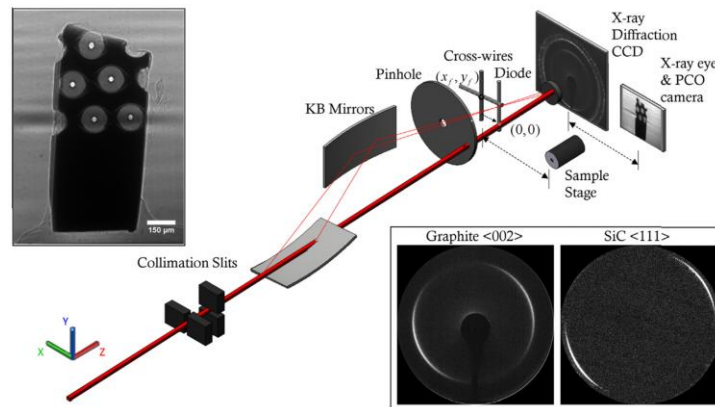 X-ray
Diffraction
CCD
X-ray eye
& PCO
camera
Cross-wires
(x_f, y_f)
Diode
Pinhole
KB Mirrors
(0,0)
Sample
Stage
150 μm
Collimation Slits
Graphite <002>
SiC <111>
Y
X
Z